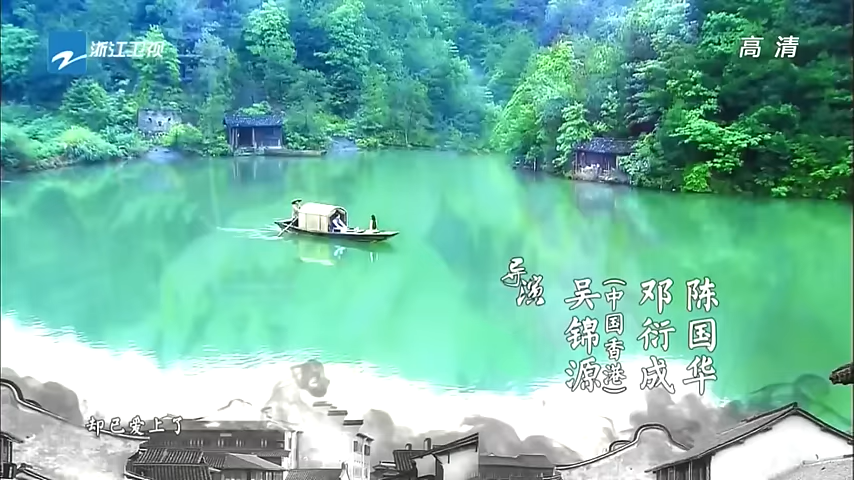 浙江卫视
高清
导演
陈国华
邓衍成
(中国香港)
吴锦源
却已爱上了